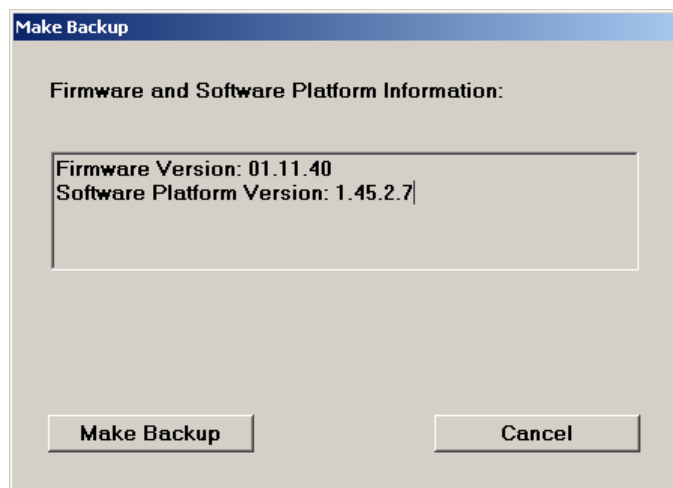 Make Backup
Firmware and Software Platform Information:
Firmware Version: 01.11.40
Software Platform Version: 1.45.2.7
Make Backup
Cancel